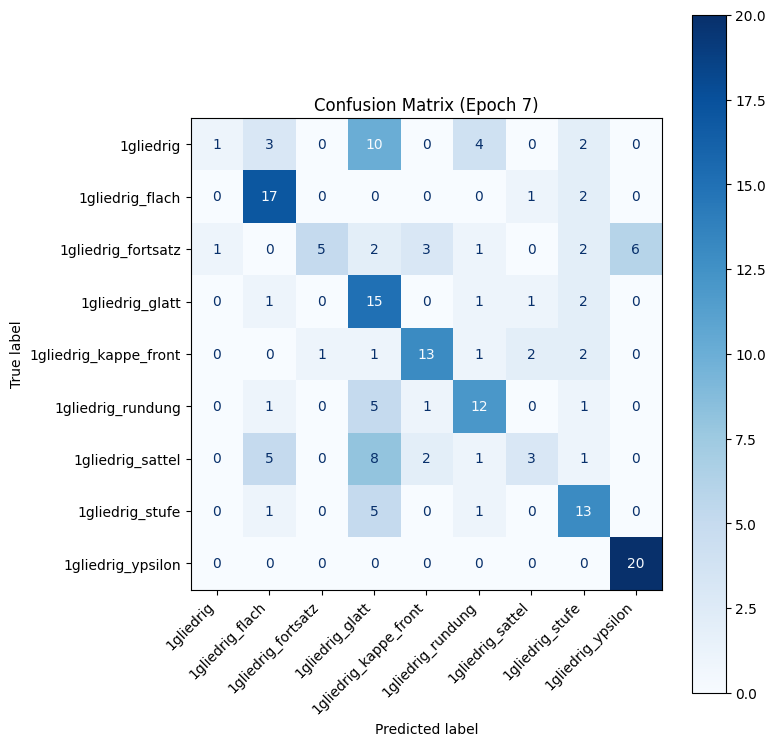 Confusion Matrix (Epoch 7)
True label
1gliedrig 1 3 0 10 0 4 0 2 0
1gliedrig_flach 0 17 0 0 0 0 1 2 0
1gliedrig_fortsatz 1 0 5 2 3 1 0 2 6
1gliedrig_glatt 0 1 0 15 0 1 1 2 0
1gliedrig_kappe_front 0 0 1 1 13 1 2 2 0
1gliedrig_rundung 0 1 0 5 1 12 0 1 0
1gliedrig_sattel 0 5 0 8 2 1 3 1 0
1gliedrig_stufe 0 1 0 5 0 1 0 13 0
1gliedrig_ypsilon 0 0 0 0 0 0 0 0 20
1gliedrig
1gliedrig_flach
1gliedrig_fortsatz
1gliedrig_glatt
1gliedrig_kappe_front
1gliedrig_rundung
1gliedrig_sattel
1gliedrig_stufe
1gliedrig_ypsilon
Predicted label
20.0
17.5
15.0
12.5
10.0
7.5
5.0
2.5
0.0